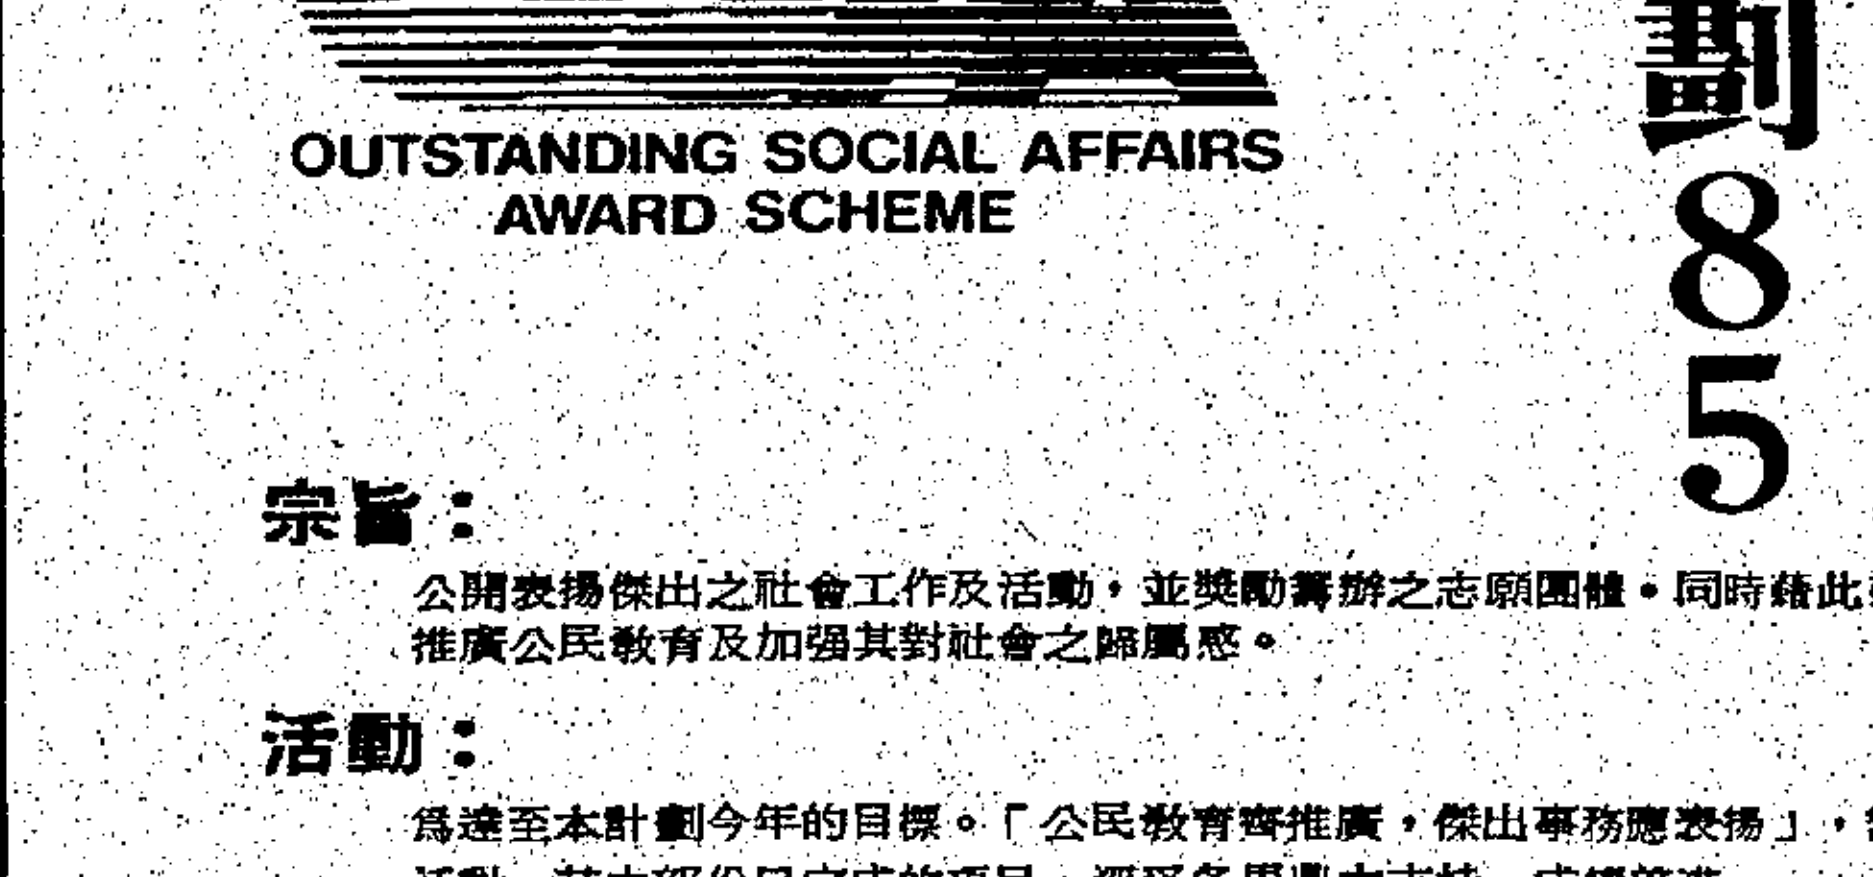 OUTSTANDING SOCIAL AFFAIRS
AWARD SCHEME
劃85
宗旨：
公開表揚傑出之社會工作及活動，並獎勵籌辦之志願團體。同時藉此
推廣公民教育及加强其對社會之歸屬感。
活動：
爲達至本計劃今年的目標。「公民教育齊推廣，傑出事務應表揚」，